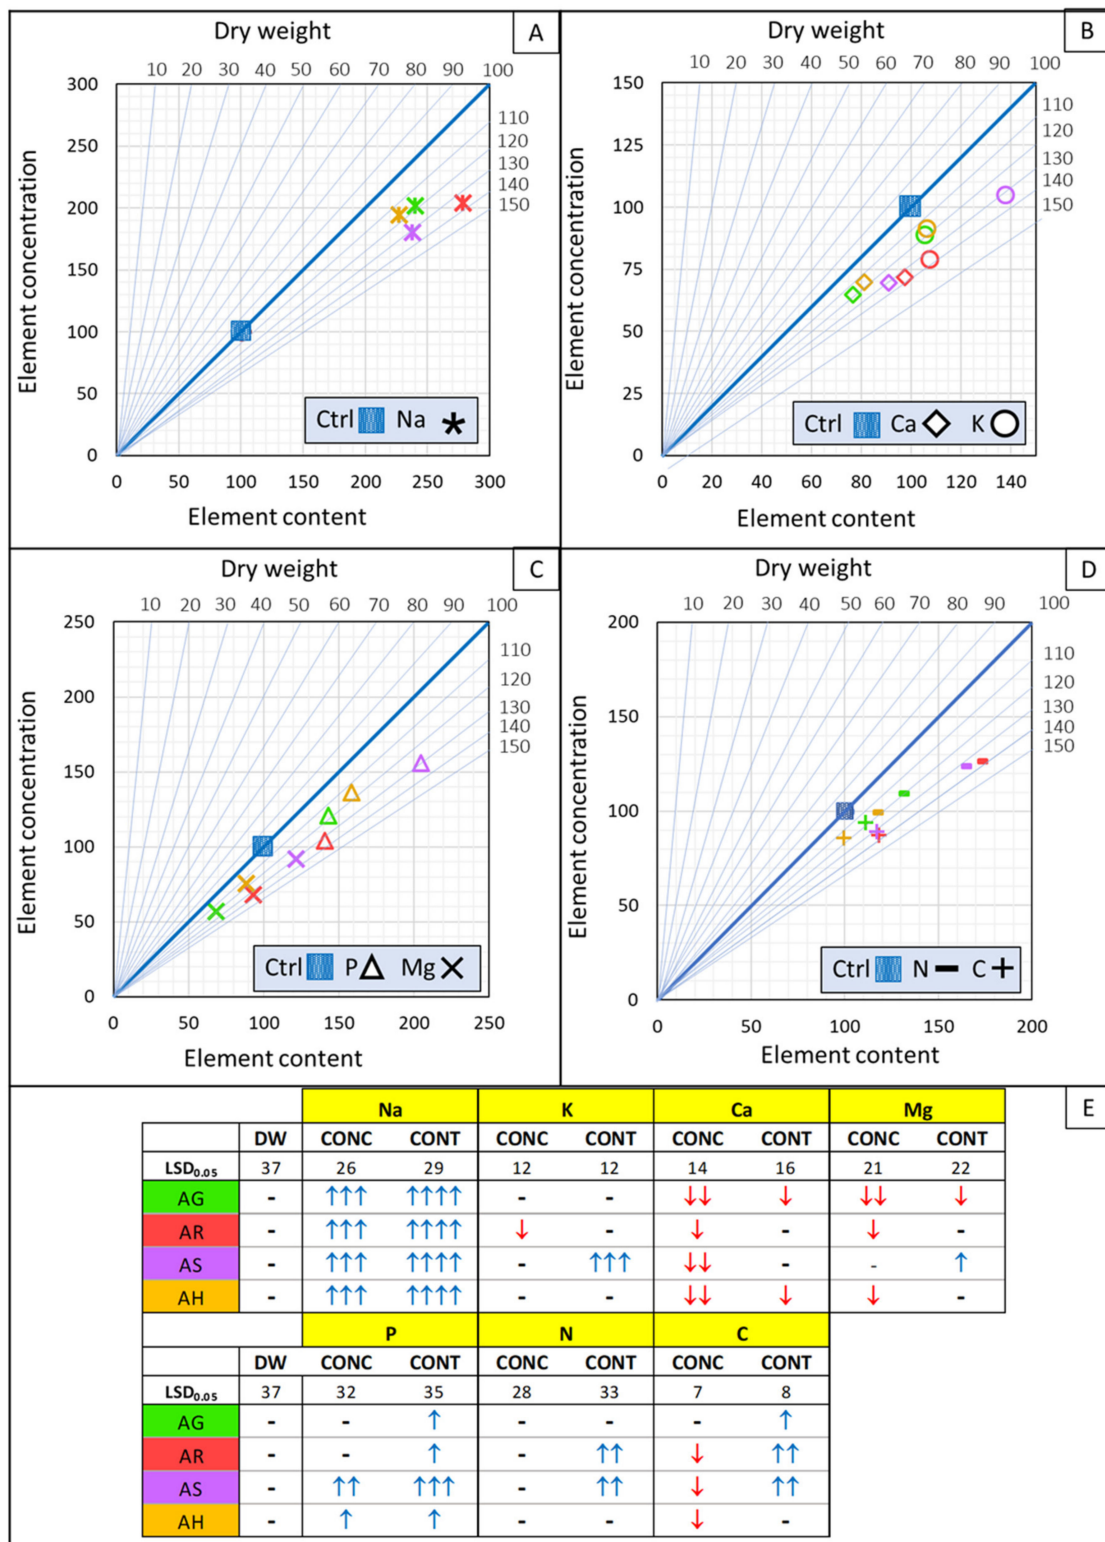 Dry weight
A
10 20 30 40 50 60 70 80 90 100
300
250
200
150
100
50
0
110
120
130
140
150
Element concentration
Ctrl Na
0 50 100 150 200 250 300
Element content
Dry weight
B
10 20 30 40 50 60 70 80 90 100
150
125
100
75
50
25
0
110
120
130
140
150
Element concentration
Ctrl Ca K
0 20 40 60 80 100 120 140
Element content
Dry weight
C
10 20 30 40 50 60 70 80 90 100
250
200
150
100
50
0
110
120
130
140
150
Element concentration
Ctrl P Mg
0 50 100 150 200 250
Element content
Dry weight
D
10 20 30 40 50 60 70 80 90 100
200
150
100
50
0
110
120
130
140
150
Element concentration
Ctrl N C
0 50 100 150 200
Element content
E
Na K Ca Mg
DW CONC CONT CONC CONT CONC CONT CONC CONT
LSD0.05 37 26 29 12 12 14 16 21 22
AG - ↑↑↑ ↑↑↑↑ - - ↓↓ ↓ ↓↓ ↓
AR - ↑↑↑ ↑↑↑↑ ↓ - ↓ - ↓ -
AS - ↑↑↑ ↑↑↑↑ - ↑↑↑ ↓↓ - - ↑
AH - ↑↑↑ ↑↑↑↑ - - ↓↓ ↓ ↓ -
P N C
DW CONC CONT CONC CONT CONC CONT
LSD0.05 37 32 35 28 33 7 8
AG - - ↑ - - - ↑
AR - - ↑ - ↑↑ ↓ ↑↑
AS - ↑↑ ↑↑↑ - ↑↑ ↓ ↑↑
AH - ↑ ↑ - - ↓ -